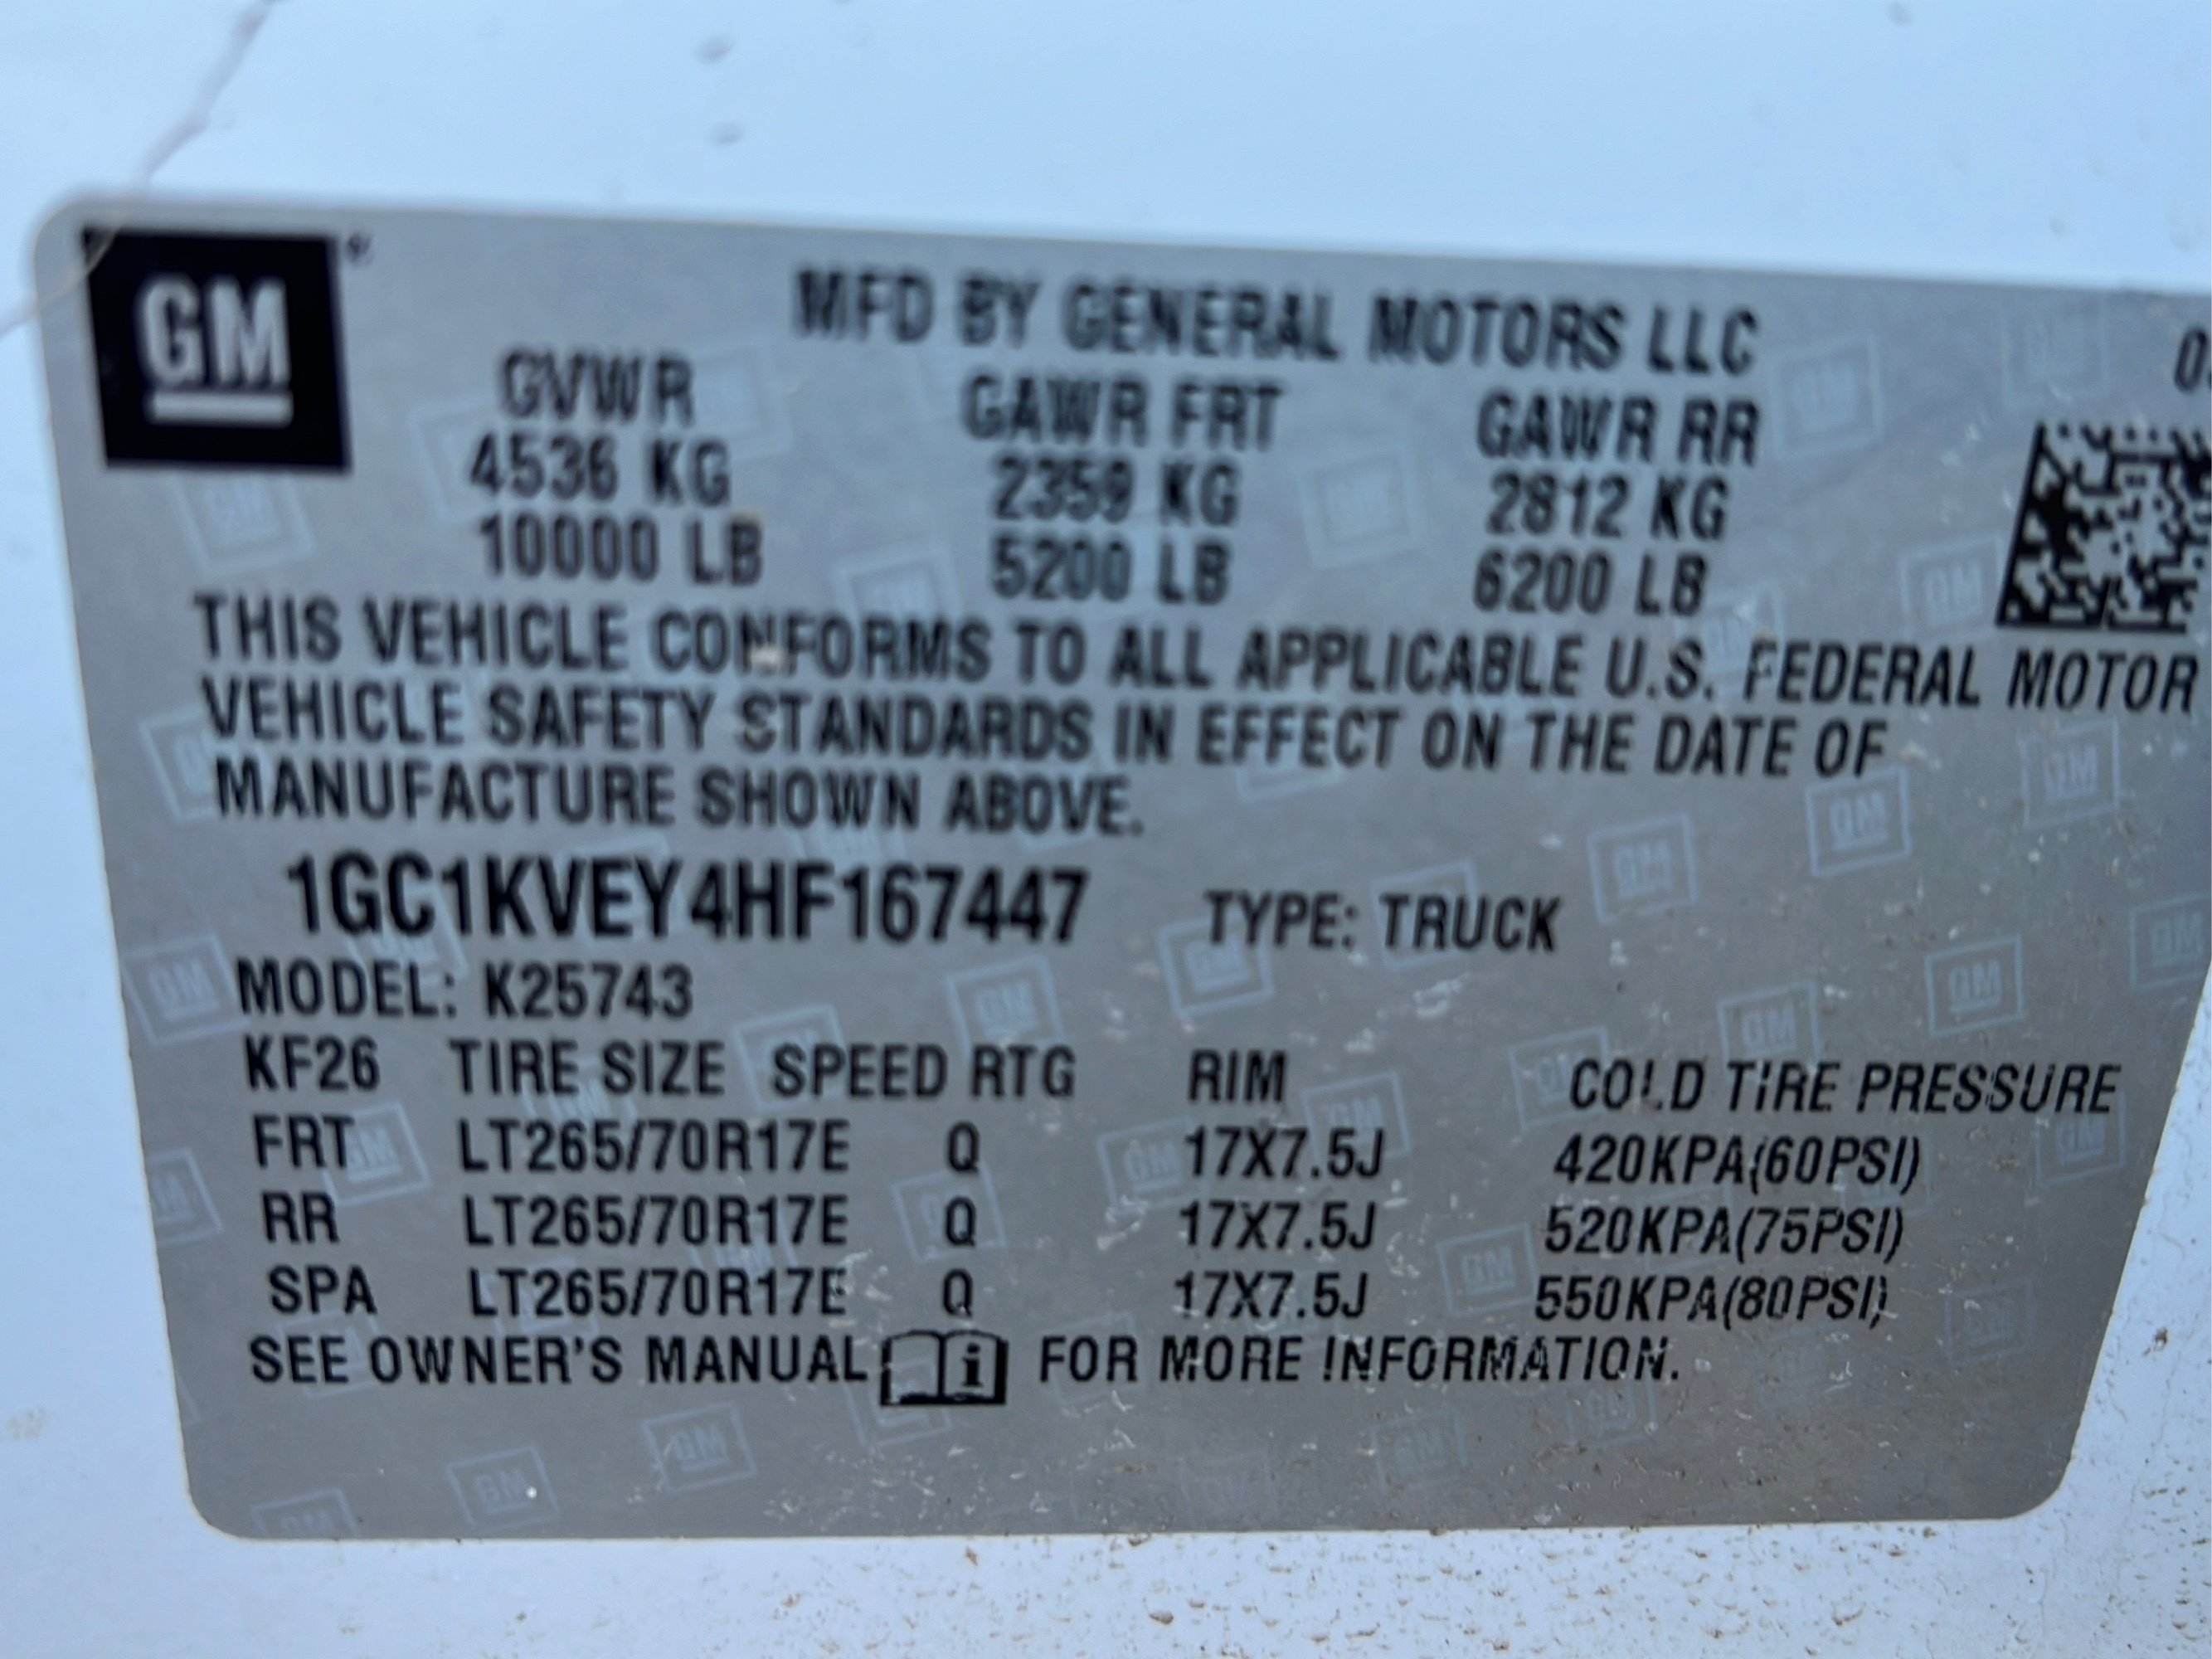 GM®
MFD BY GENERAL MOTORS LLC
GVWR GAWR FRT GAWR RR
4536 KG 2359 KG 2812 KG
10000 LB 5200 LB 6200 LB
THIS VEHICLE CONFORMS TO ALL APPLICABLE U.S. FEDERAL MOTOR
VEHICLE SAFETY STANDARDS IN EFFECT ON THE DATE OF
MANUFACTURE SHOWN ABOVE.
1GC1KVEY4HF167447 TYPE: TRUCK
MODEL: K25743
KF26 TIRE SIZE SPEED RTG RIM COLD TIRE PRESSURE
FRT LT265/70R17E Q 17X7.5J 420KPA(60PSI)
RR LT265/70R17E Q 17X7.5J 520KPA(75PSI)
SPA LT265/70R17E Q 17X7.5J 550KPA(80PSI)
SEE OWNER'S MANUAL i FOR MORE INFORMATION.